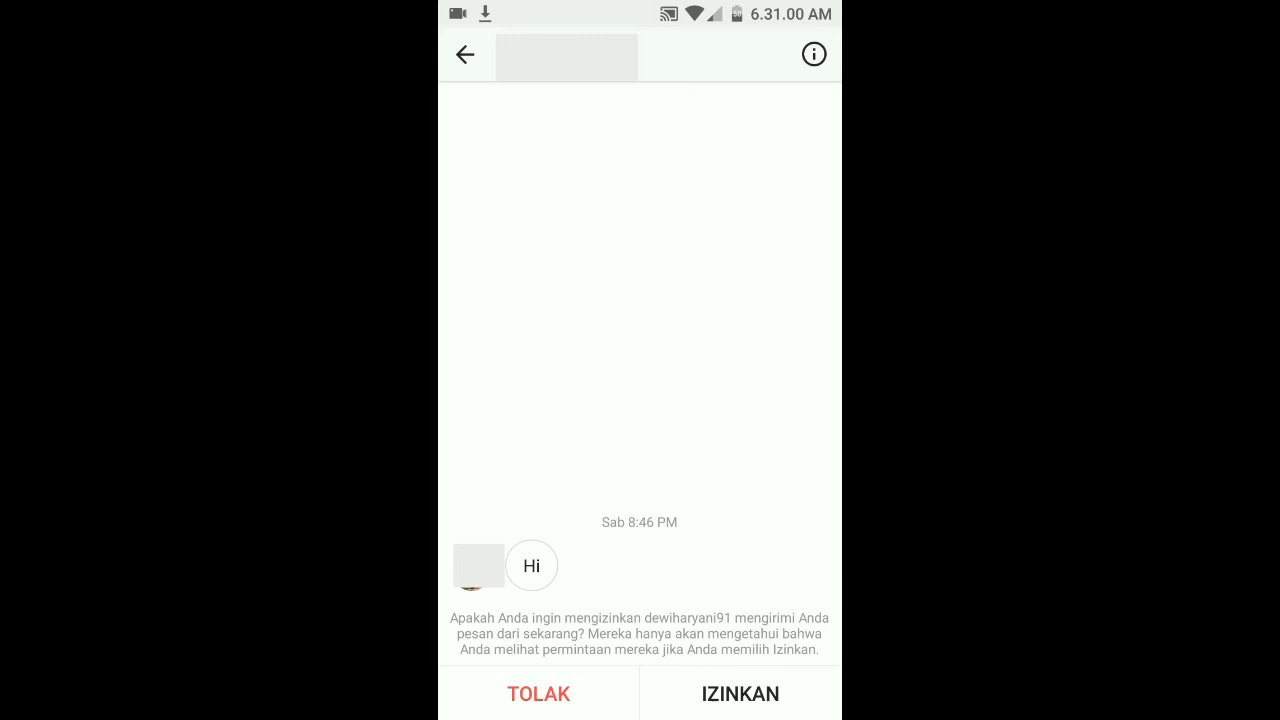 6.31.00 AM
Sab 8:46 PM
Hi
Apakah Anda ingin mengizinkan dewiharyani91 mengirimi Anda
pesan dari sekarang? Mereka hanya akan mengetahui bahwa
Anda melihat permintaan mereka jika Anda memilih Izinkan.
TOLAK
IZINKAN